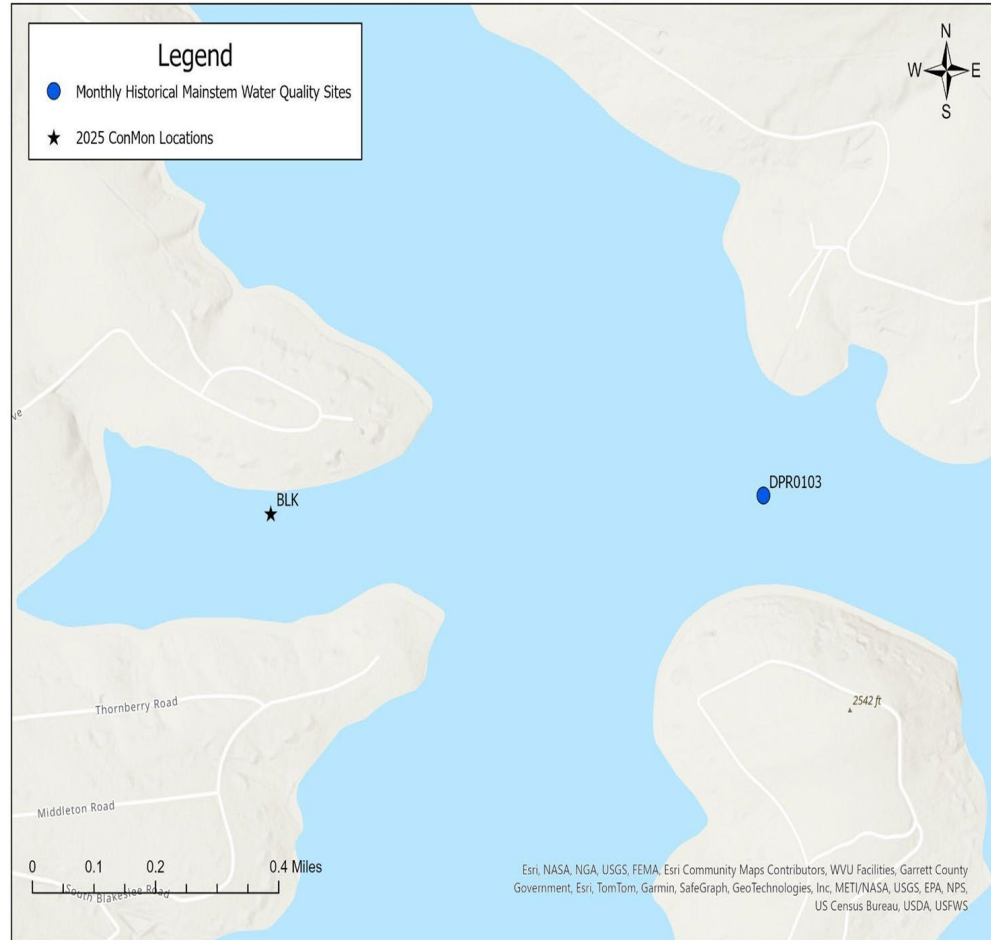 Legend
Monthly Historical Mainstem Water Quality Sites
2025 ConMon Locations
N
W E
S
ve
BLK
DPR0103
2542 ft
Thornberry Road
Middleton Road
South Blakeslee Road
0 0.1 0.2 0.4 Miles
Esri, NASA, NGA, USGS, FEMA, Esri Community Maps Contributors, WVU Facilities, Garrett County
Government, Esri, TomTom, Garmin, SafeGraph, GeoTechnologies, Inc, METI/NASA, USGS, EPA, NPS,
US Census Bureau, USDA, USFWS